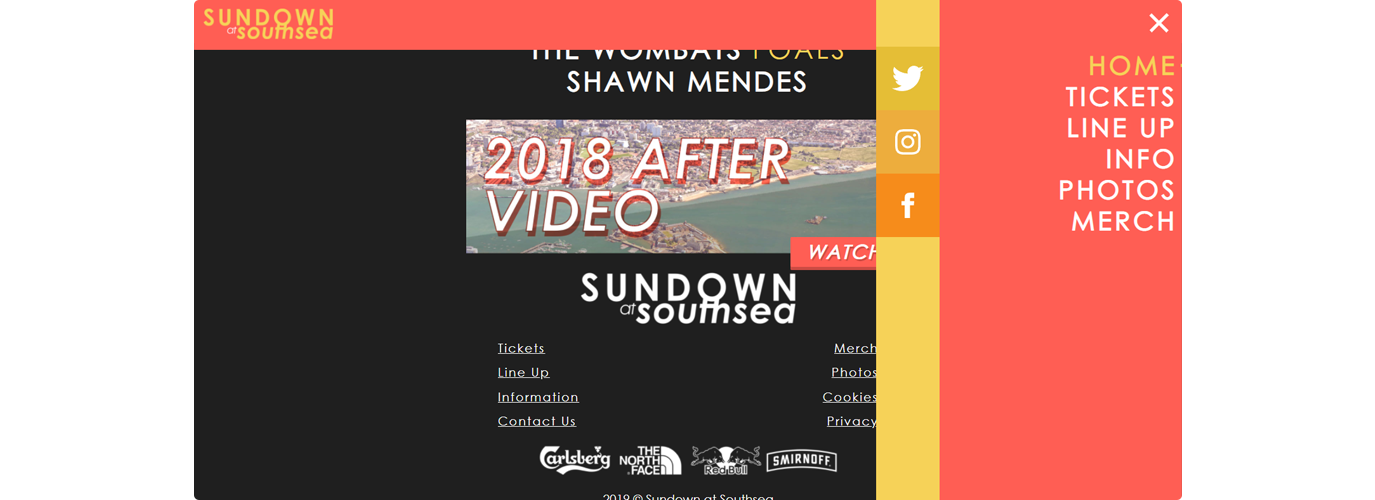 SUNDOWN
at southsea
THE WOMBATS FOALS
SHAWN MENDES
2018 AFTER
VIDEO
WATCH
SUNDOWN
at southsea
Tickets
Line Up
Information
Contact Us
Merch
Photos
Cookies
Privacy
Carlsberg
THE
NORTH
FACE
Red Bull
SMIRNOFF
2019 © Sundown at Southsea
HOME
TICKETS
LINE UP
INFO
PHOTOS
MERCH